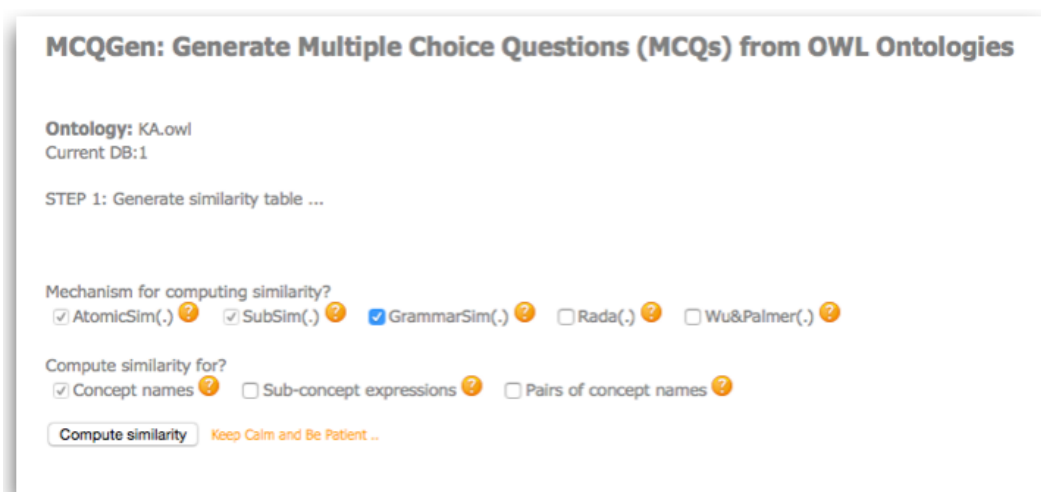 MCQGen: Generate Multiple Choice Questions (MCQs) from OWL Ontologies
Ontology: KA.owl
Current DB:1
STEP 1: Generate similarity table ...
Mechanism for computing similarity?
AtomicSim(.) ? SubSim(.) ? GrammarSim(.) ? Rada(.) ? Wu&Palmer(.) ?
Compute similarity for?
Concept names ? Sub-concept expressions ? Pairs of concept names ?
Compute similarity Keep Calm and Be Patient ..